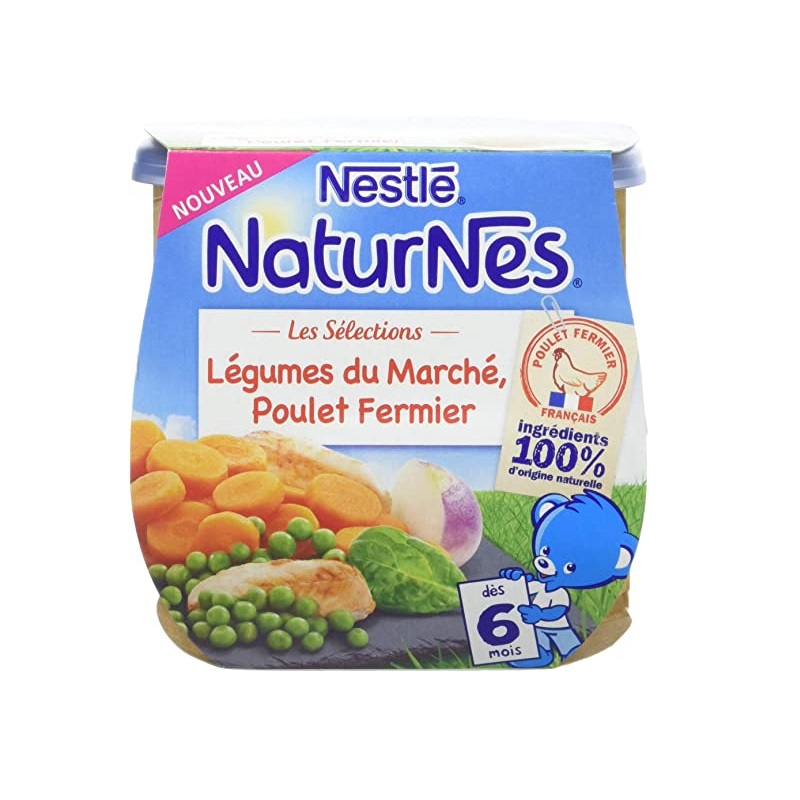 NOUVEAU
Nestlé®
NaturNes®
Les Sélections
Légumes du Marché,
Poulet Fermier
POULET FERMIER
FRANÇAIS
ingrédients
100%
d'origine naturelle
dès
6
mois